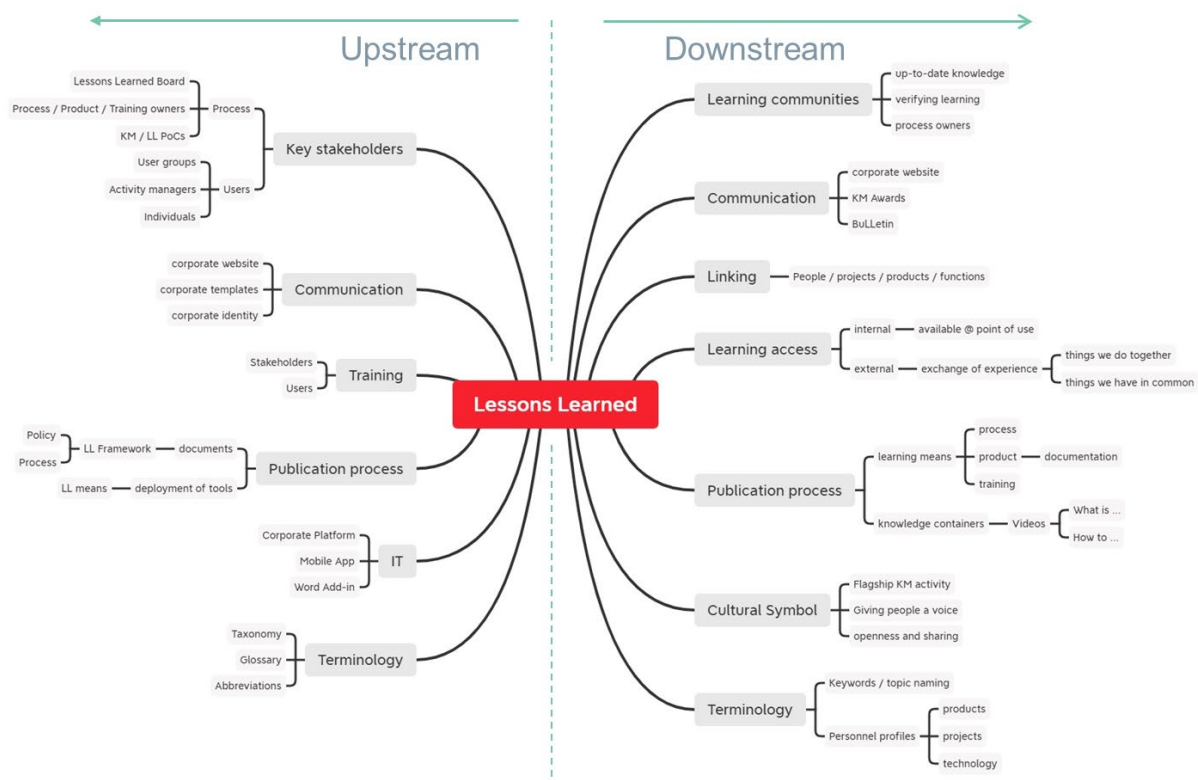 Upstream
Downstream
Lessons Learned
Key stakeholders
Process
Lessons Learned Board
Process / Product / Training owners
KM / LL PoCs
Users
User groups
Activity managers
Individuals
Communication
corporate website
corporate templates
corporate identity
Training
Stakeholders
Users
Publication process
documents
LL Framework
Policy
Process
deployment of tools
LL means
IT
Corporate Platform
Mobile App
Word Add-in
Terminology
Taxonomy
Glossary
Abbreviations
Learning communities
up-to-date knowledge
verifying learning
process owners
Communication
corporate website
KM Awards
BuLLetin
Linking
People / projects / products / functions
Learning access
internal
available @ point of use
external
exchange of experience
things we do together
things we have in common
Publication process
learning means
process
product
documentation
training
knowledge containers
Videos
What is ...
How to ...
Cultural Symbol
Flagship KM activity
Giving people a voice
openness and sharing
Terminology
Keywords / topic naming
Personnel profiles
products
projects
technology